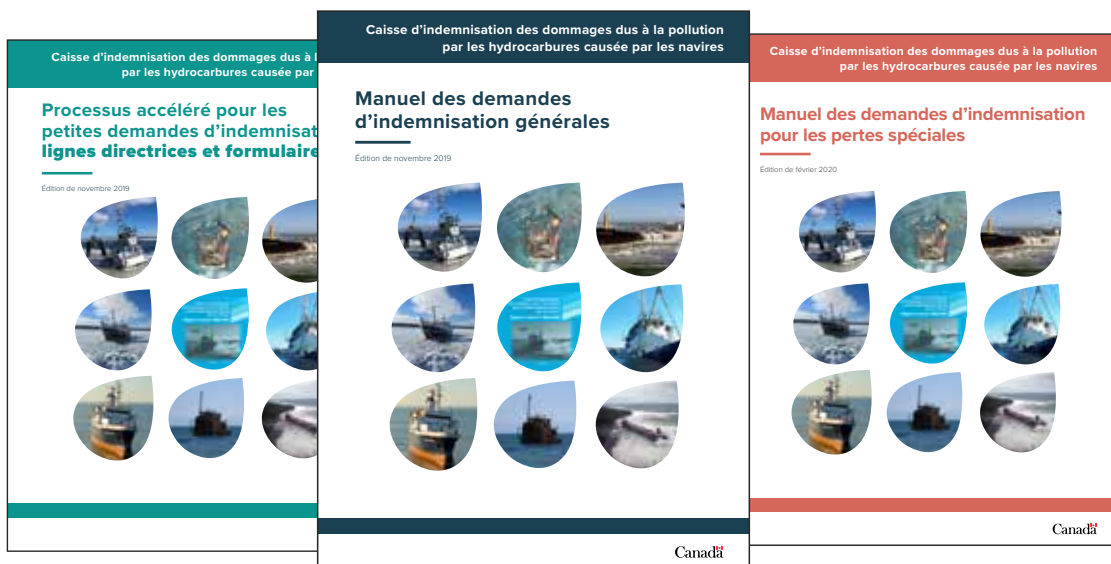 Caisse d'indemnisation des dommages dus à l
par les hydrocarbures causée par
Processus accéléré pour les
petites demandes d'indemnisat
lignes directrices et formulaire
Édition de novembre 2019
Caisse d'indemnisation des dommages dus à la pollution
par les hydrocarbures causée par les navires
Manuel des demandes
d'indemnisation générales
Édition de novembre 2019
Canada
Caisse d'indemnisation des dommages dus à la pollution
par les hydrocarbures causée par les navires
Manuel des demandes d'indemnisation
pour les pertes spéciales
Édition de février 2020
Canada